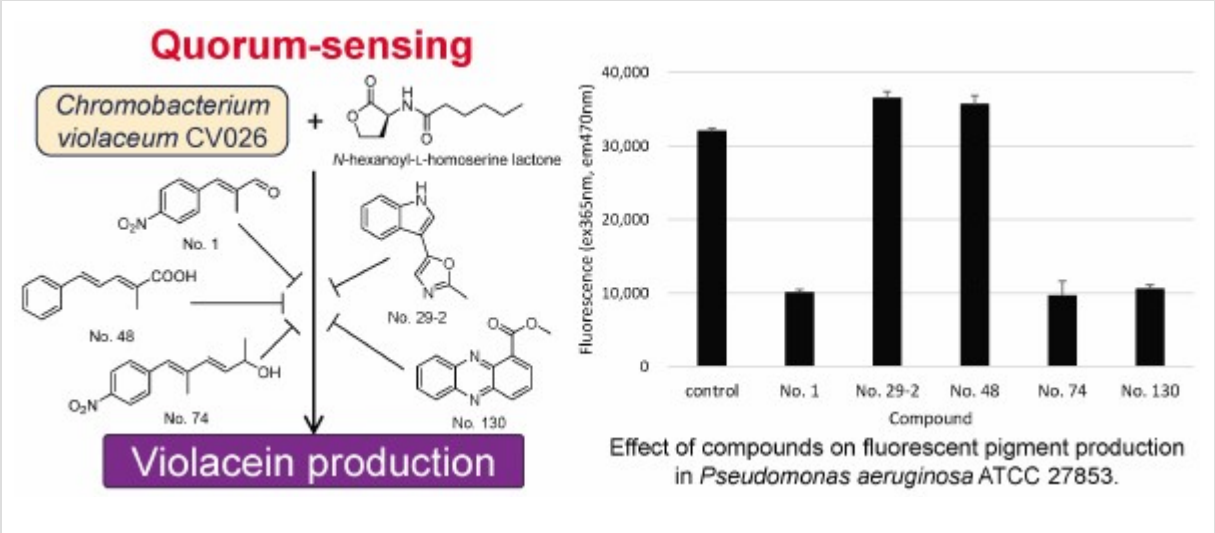 Quorum-sensing
Chromobacterium
violaceum CV026
+
O
O
H
N
O
N-hexanoyl-L-homoserine lactone
O₂N
O
No. 1
H
N
O
N
No. 29-2
COOH
No. 48
O₂N
OH
No. 74
O
O
N
N
No. 130
Violacein production
Fluorescence (ex365nm, em470nm)
40,000
30,000
20,000
10,000
0
control No. 1 No. 29-2 No. 48 No. 74 No. 130
Compound
Effect of compounds on fluorescent pigment production
in Pseudomonas aeruginosa ATCC 27853.